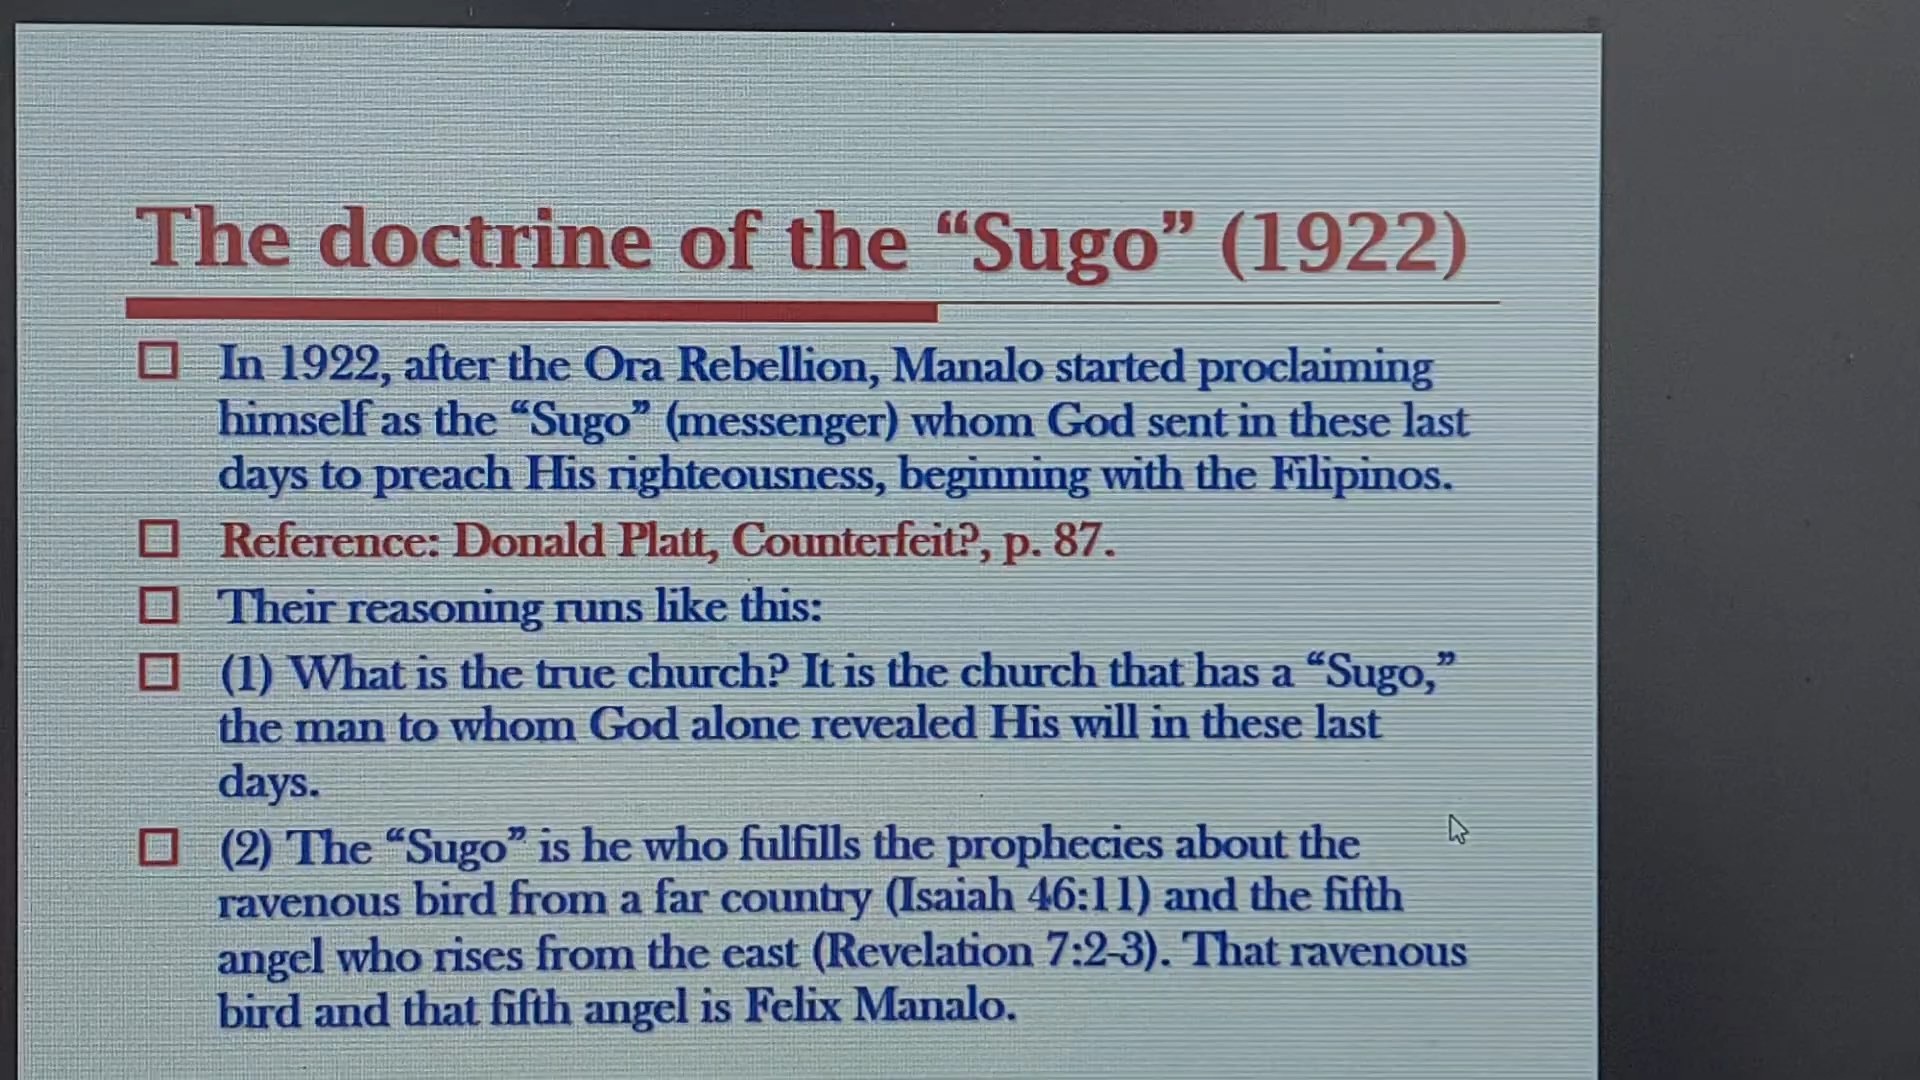 The doctrine of the “Sugo” (1922)
In 1922, after the Ora Rebellion, Manalo started proclaiming
himself as the “Sugo” (messenger) whom God sent in these last
days to preach His righteousness, beginning with the Filipinos.
Reference: Donald Platt, Counterfeit?, p. 87.
Their reasoning runs like this:
(1) What is the true church? It is the church that has a “Sugo,”
the man to whom God alone revealed His will in these last
days.
(2) The “Sugo” is he who fulfills the prophecies about the
ravenous bird from a far country (Isaiah 46:11) and the fifth
angel who rises from the east (Revelation 7:2-3). That ravenous
bird and that fifth angel is Felix Manalo.